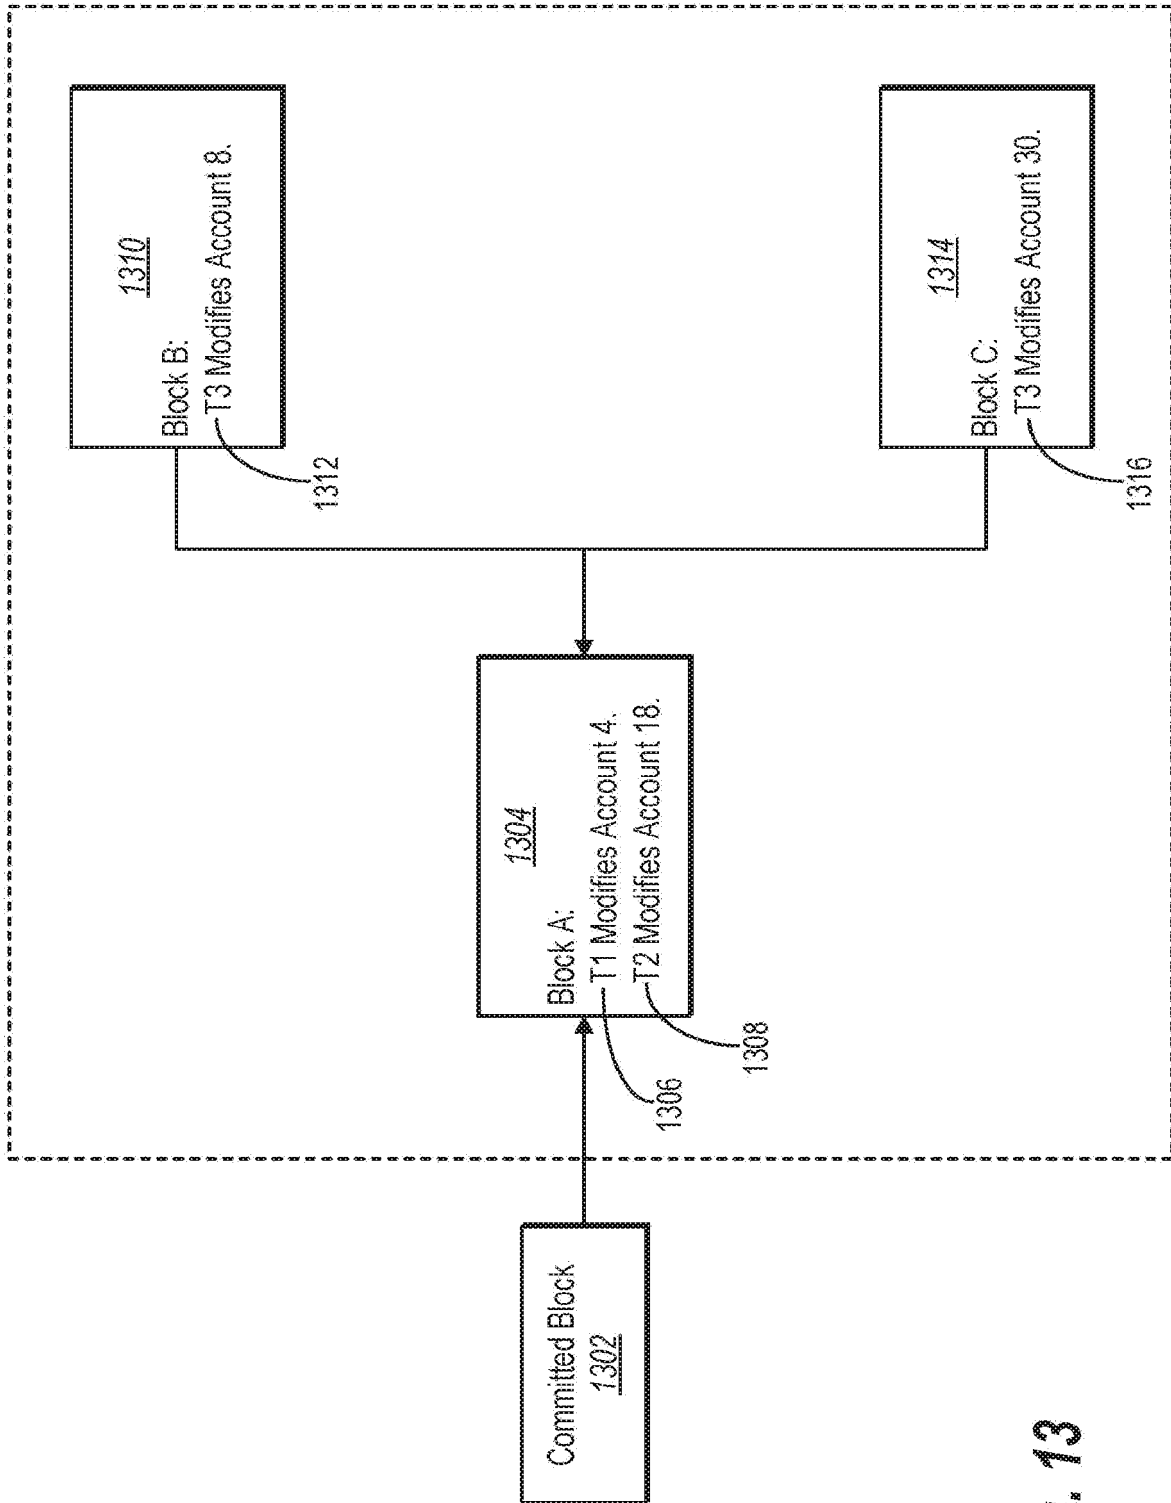 Committed Block
1302
1304
Block A:
T1 Modifies Account 4.
T2 Modifies Account 18.
1306
1308
1310
Block B:
T3 Modifies Account 8.
1312
1314
Block C:
T3 Modifies Account 30.
1316
. 13